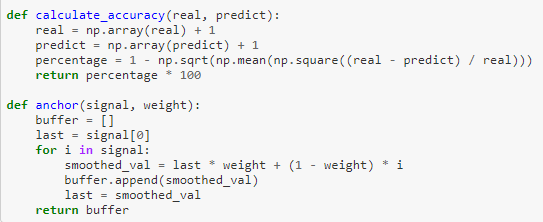 def calculate_accuracy(real, predict):
    real = np.array(real) + 1
    predict = np.array(predict) + 1
    percentage = 1 - np.sqrt(np.mean(np.square((real - predict) / real)))
    return percentage * 100

def anchor(signal, weight):
    buffer = []
    last = signal[0]
    for i in signal:
        smoothed_val = last * weight + (1 - weight) * i
        buffer.append(smoothed_val)
        last = smoothed_val
    return buffer